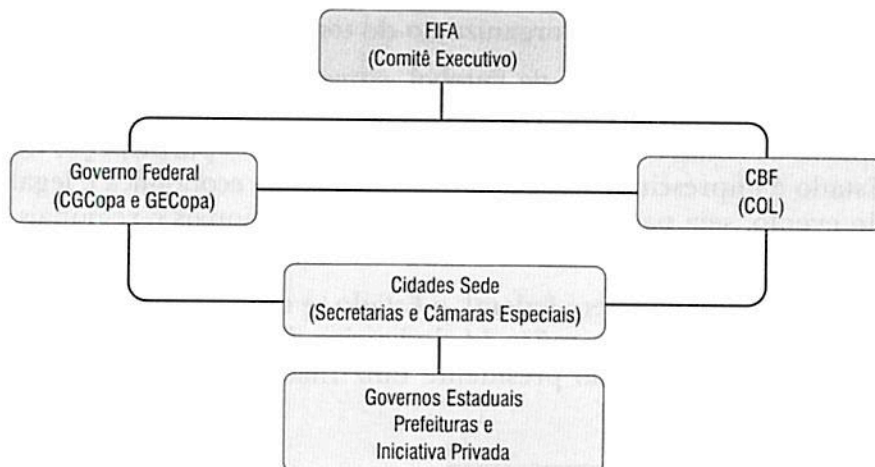 FIFA
(Comitê Executivo)
Governo Federal
(CGCopa e GECopa)
CBF
(COL)
Cidades Sede
(Secretarias e Câmaras Especiais)
Governos Estaduais
Prefeituras e
Iniciativa Privada